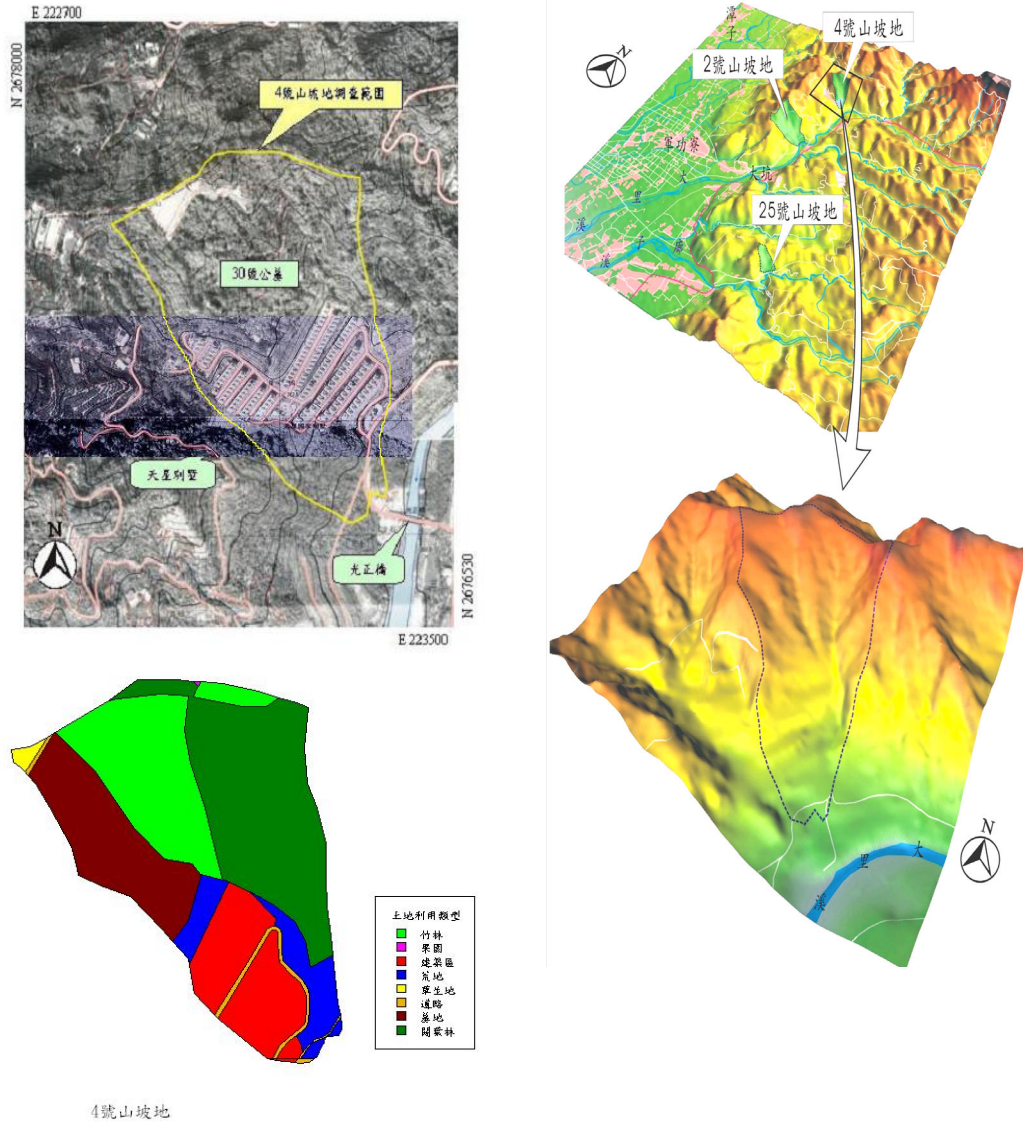 E 222700
N 2678000
4號山坡地調查範圍
30號公墓
天星別墅
N
光正橋
N 2676530
E 223500
4號山坡地
2號山坡地
N
潭子
軍功寮
大坑
大里溪
廍子溪
25號山坡地
N
大里溪
土地利用類型
竹林
果園
建築區
荒地
草生地
道路
墓地
闊葉林
4號山坡地